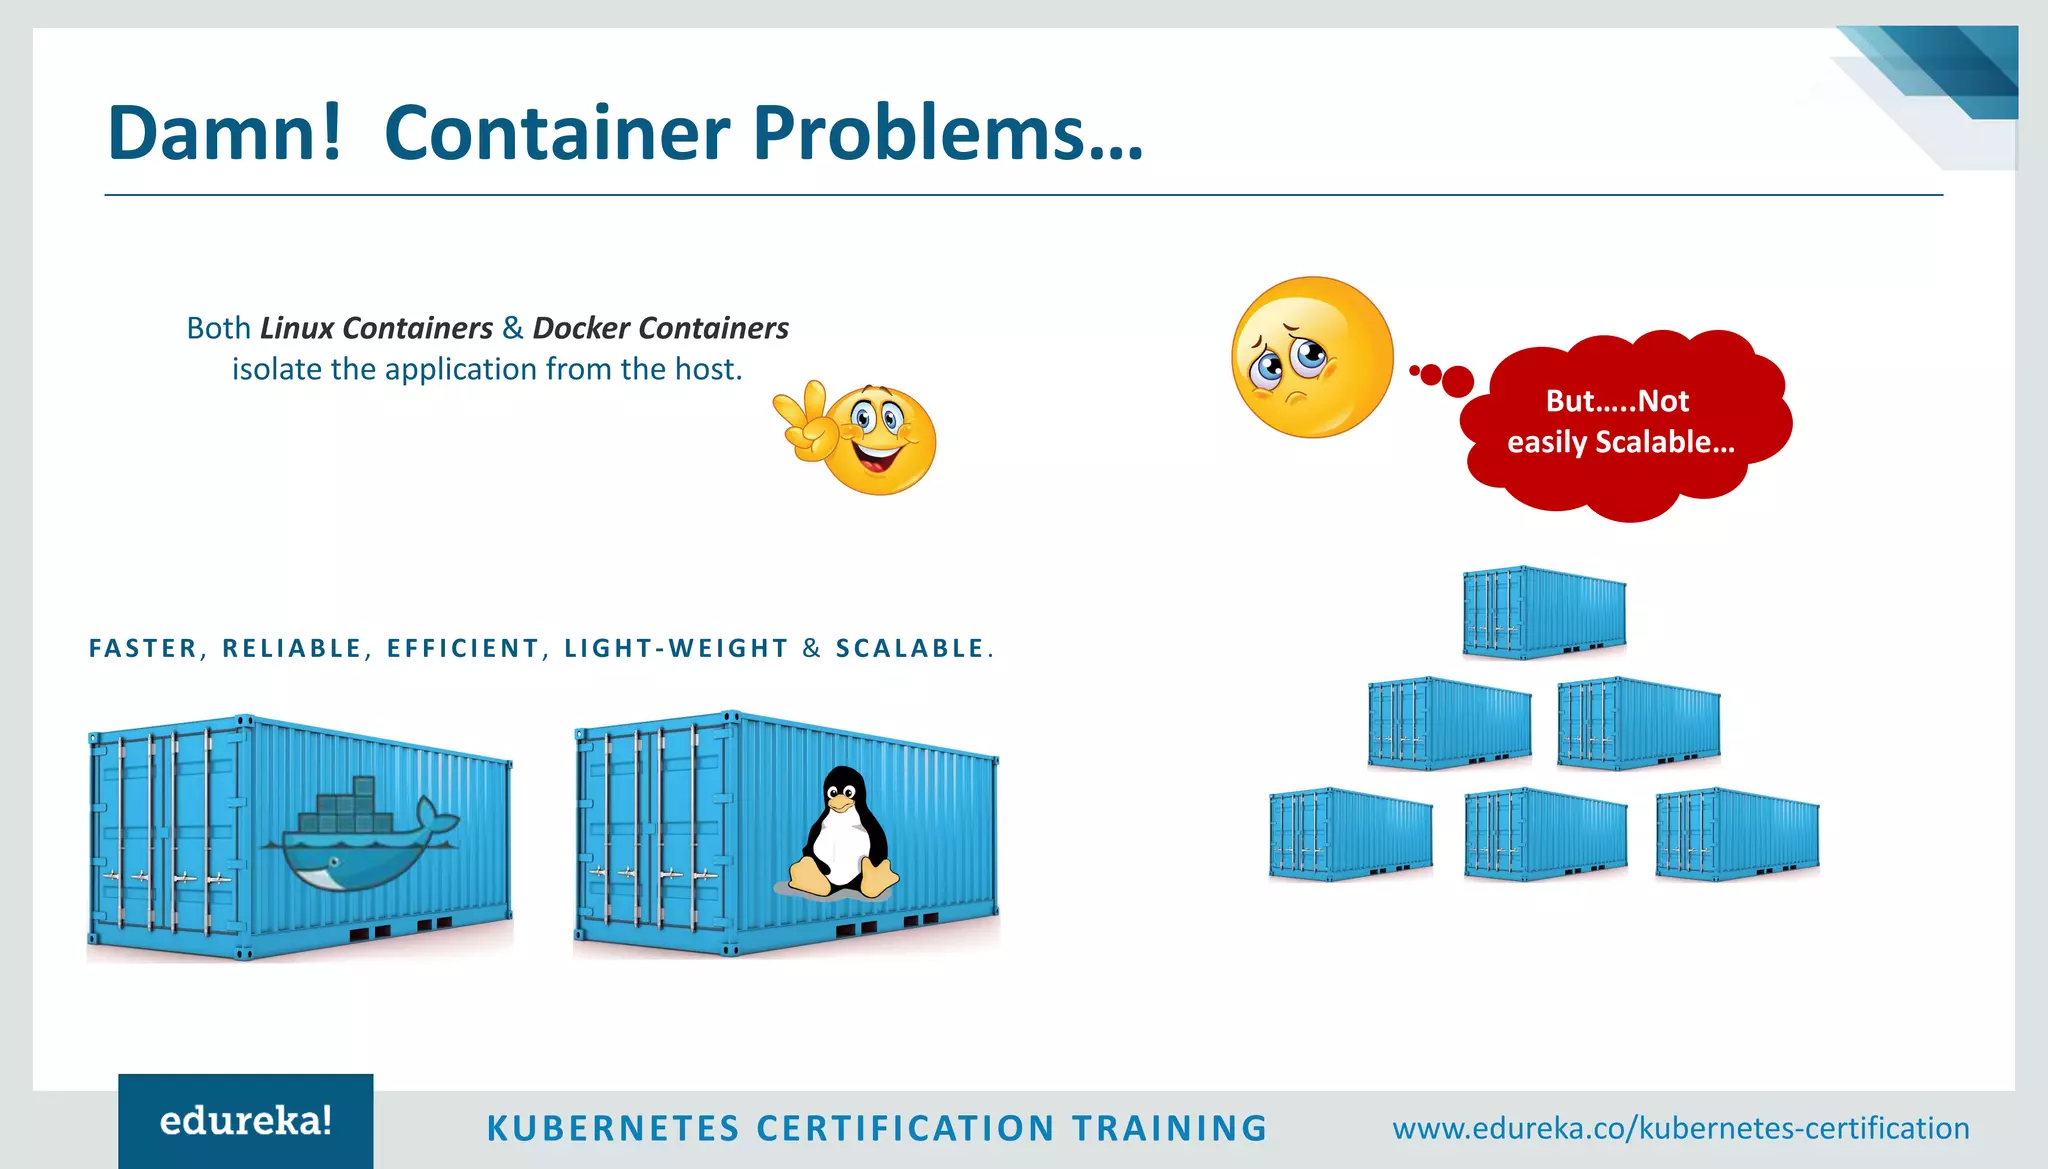 Damn!  Container Problems…
Both Linux Containers & Docker Containers
isolate the application from the host.
But…..Not
easily Scalable…
FASTER, RELIABLE, EFFICIENT, LIGHT-WEIGHT & SCALABLE.
edureka!
KUBERNETES CERTIFICATION TRAINING
www.edureka.co/kubernetes-certification